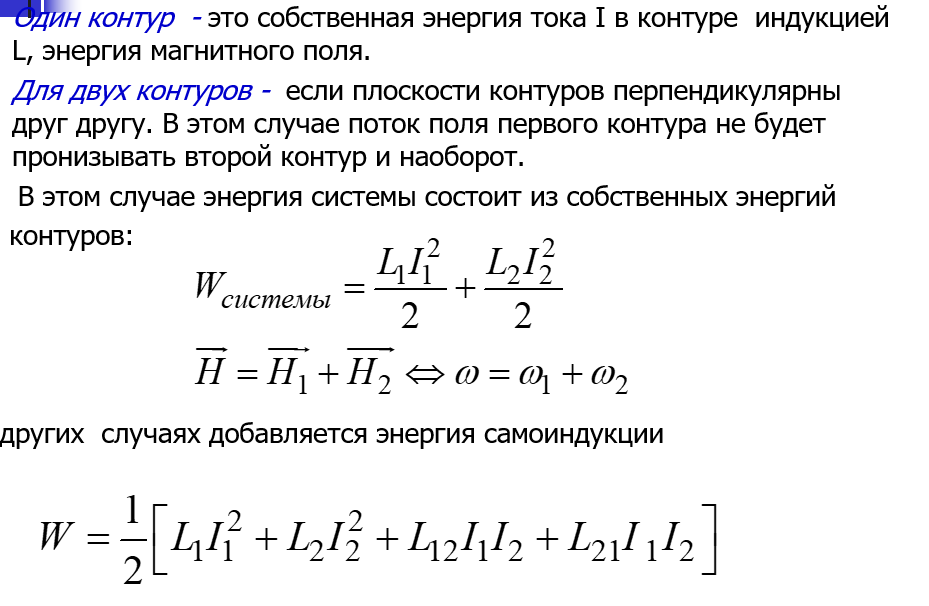 Один контур - это собственная энергия тока I в контуре индукцией
L, энергия магнитного поля.
Для двух контуров - если плоскости контуров перпендикулярны
друг другу. В этом случае поток поля первого контура не будет
пронизывать второй контур и наоборот.
В этом случае энергия системы состоит из собственных энергий
контуров:
W_системы = L₁I₁²/2 + L₂I₂²/2
H⃗ = H₁⃗ + H₂⃗ ⇔ ω = ω₁ + ω₂
других случаях добавляется энергия самоиндукции
W = 1/2 [L₁I₁² + L₂I₂² + L₁₂I₁I₂ + L₂₁I₁I₂]